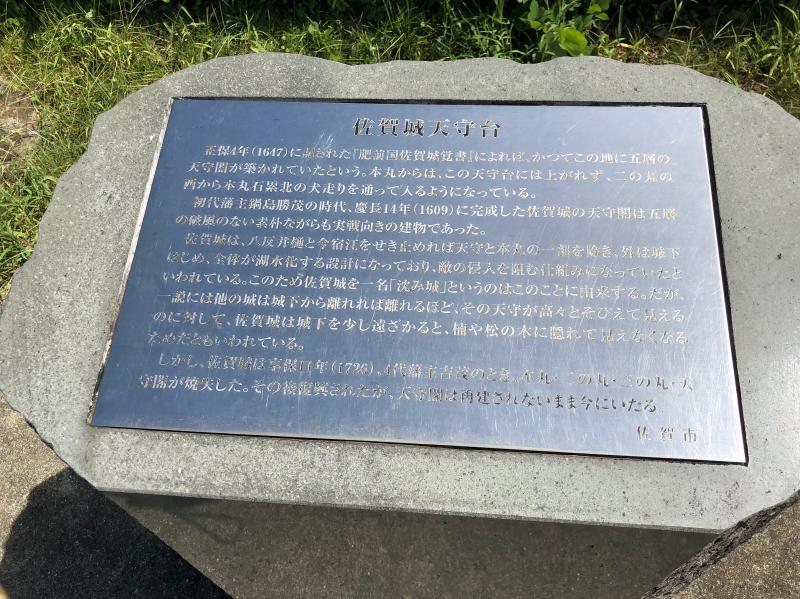 佐賀城天守台
正保4年(1647)に記された『肥前国佐賀城覚書』によれば、かつてこの地に五層の
天守閣が築かれていたという。本丸からは、この天守台には上がれず、二の丸の
西から本丸石累北の犬走りを通って入るようになっている。
初代藩主鍋島勝茂の時代、慶長14年(1609)に完成した佐賀城の天守閣は五層
の破風のない素朴ながらも実戦向きの建物であった。
佐賀城は、八反井樋と今宿江をせき止めれば天守と本丸の一部を除き、外は城下
はじめ、全体が湖水化する設計になっており、敵の侵入を阻む仕組みになっていたと
いわれている。このため佐賀城を一名「沈み城」というのはこのことに由来する。だが、
一説には他の城は城下から離れれば離れるほど、その天守が高々とそびえて見える
のに対して、佐賀城は城下を少し遠ざかると、楠や松の木に隠れて見えなくなる
ためだともいわれている。
しかし、佐賀城は享保11年(1726)、4代藩主吉茂のとき、本丸・二の丸・三の丸・天
守閣が焼失した。その後復興されたが、天守閣は再建されないまま今にいたる
佐賀市